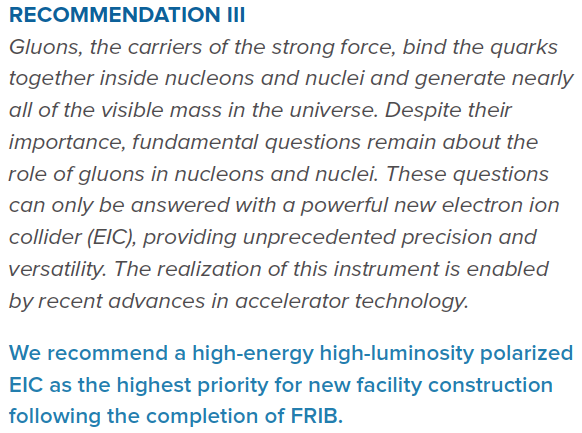 RECOMMENDATION III
Gluons, the carriers of the strong force, bind the quarks
together inside nucleons and nuclei and generate nearly
all of the visible mass in the universe. Despite their
importance, fundamental questions remain about the
role of gluons in nucleons and nuclei. These questions
can only be answered with a powerful new electron ion
collider (EIC), providing unprecedented precision and
versatility. The realization of this instrument is enabled
by recent advances in accelerator technology.
We recommend a high-energy high-luminosity polarized
EIC as the highest priority for new facility construction
following the completion of FRIB.